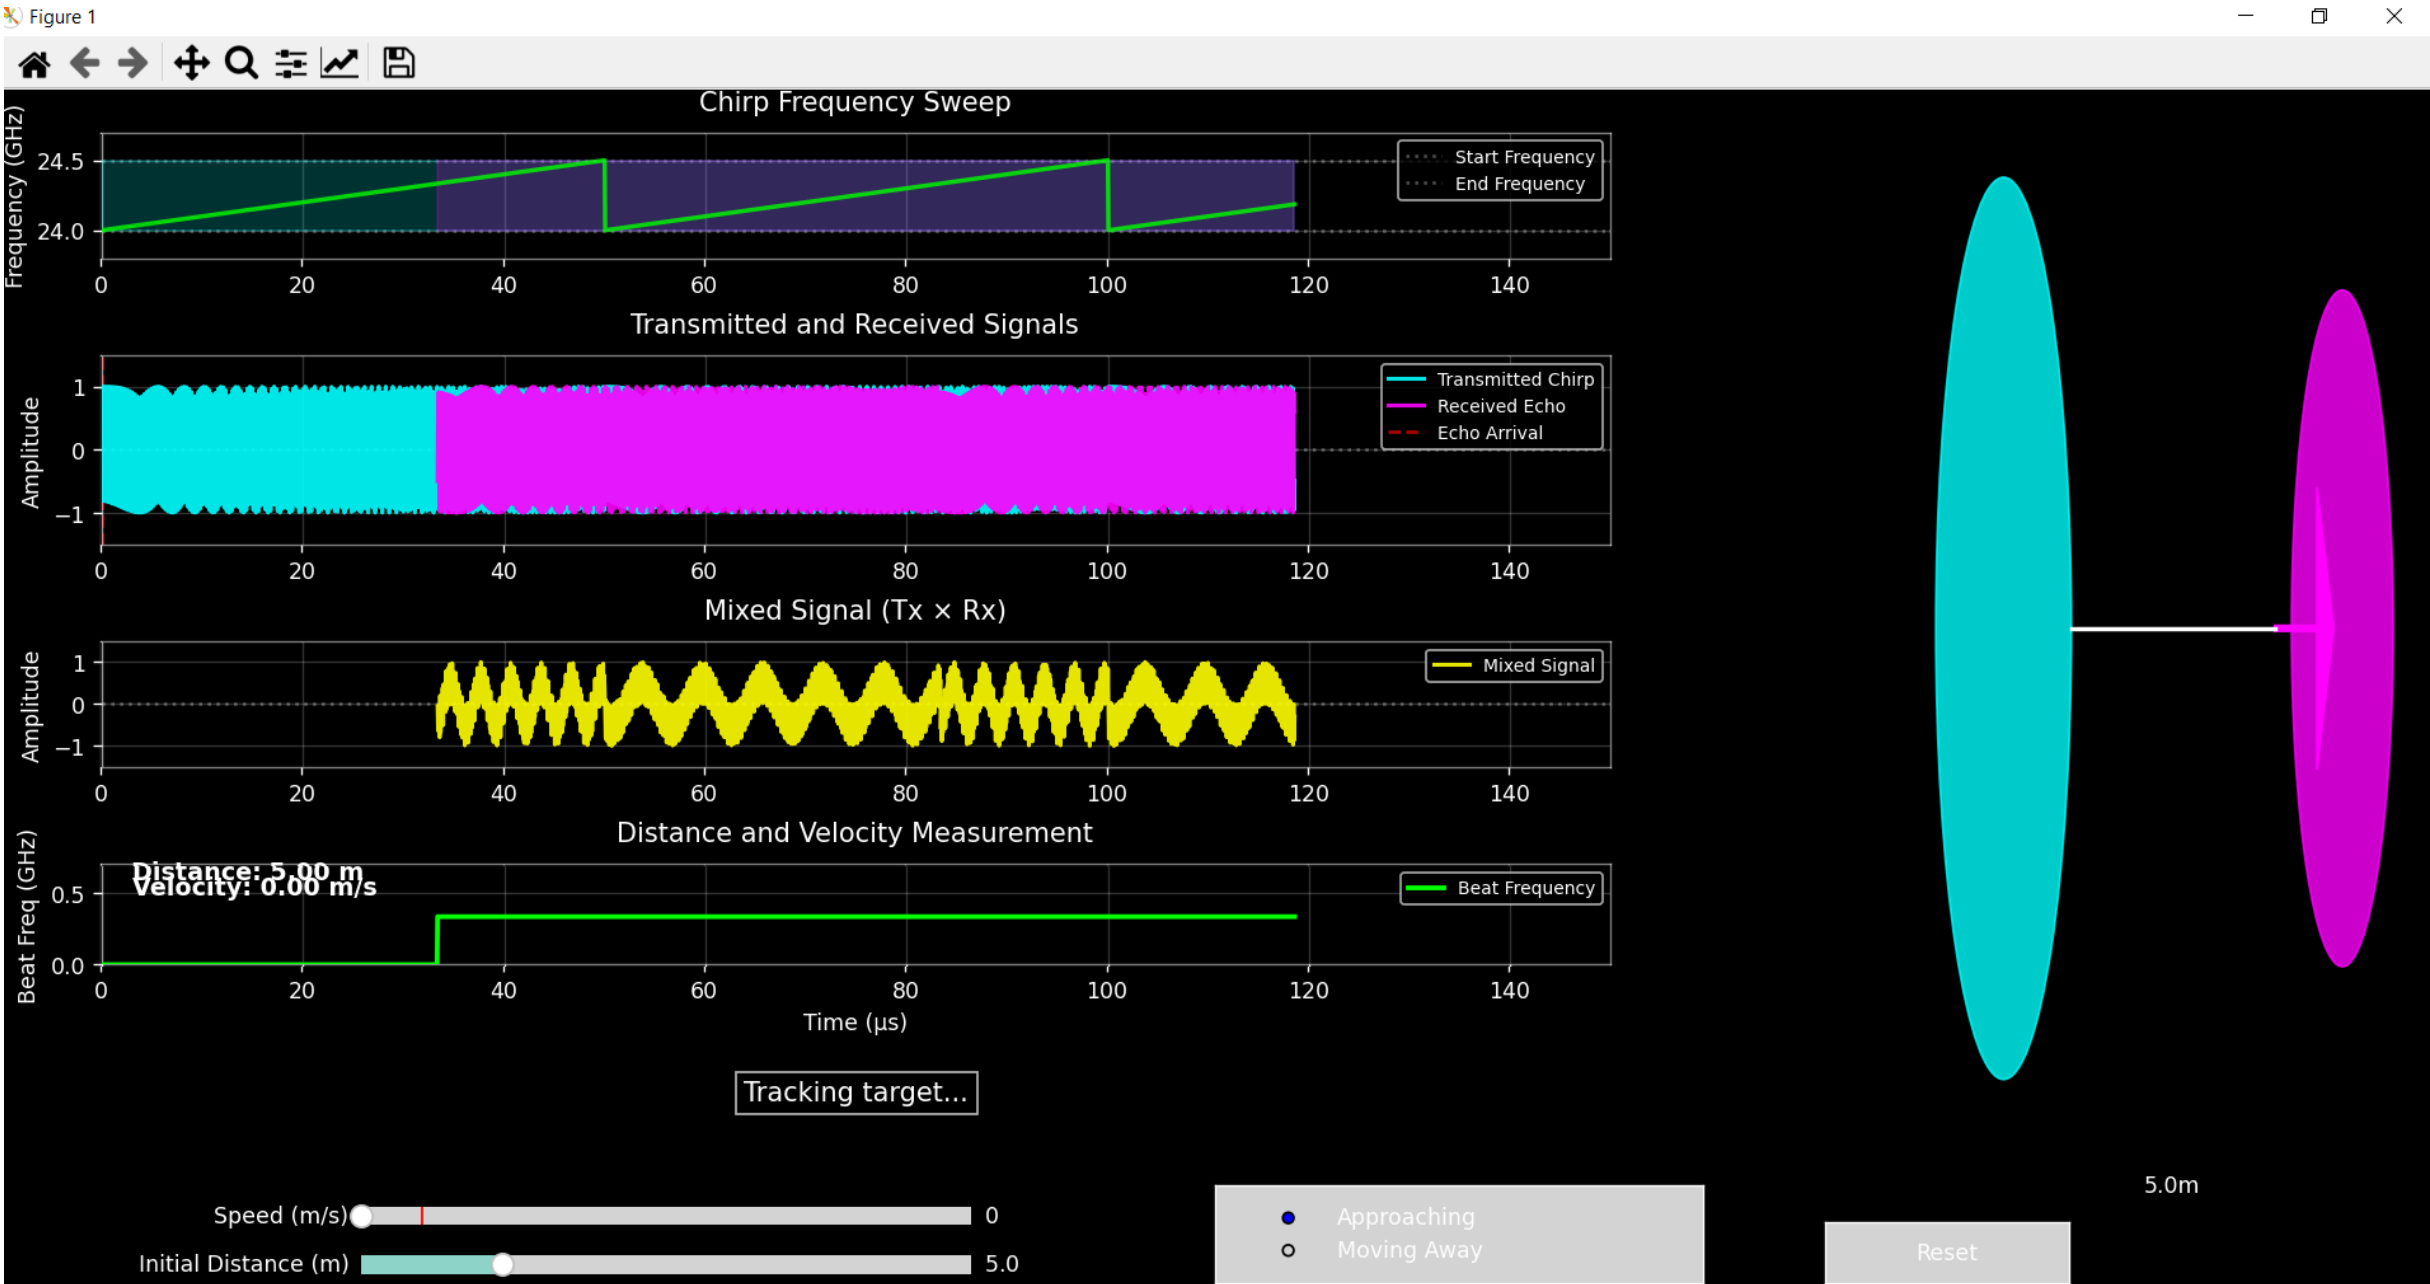 Figure 1
Chirp Frequency Sweep
Frequency (GHz)
24.5
24.0
Start Frequency
End Frequency
0 20 40 60 80 100 120 140
Transmitted and Received Signals
Amplitude
1
0
−1
Transmitted Chirp
Received Echo
Echo Arrival
0 20 40 60 80 100 120 140
Mixed Signal (Tx × Rx)
Amplitude
1
0
−1
Mixed Signal
0 20 40 60 80 100 120 140
Distance and Velocity Measurement
Beat Freq (GHz)
0.5
0.0
Distance: 5.00 m
Velocity: 0.00 m/s
Beat Frequency
0 20 40 60 80 100 120 140
Time (μs)
Tracking target...
5.0m
Speed (m/s) 0
Initial Distance (m) 5.0
Approaching
Moving Away
Reset